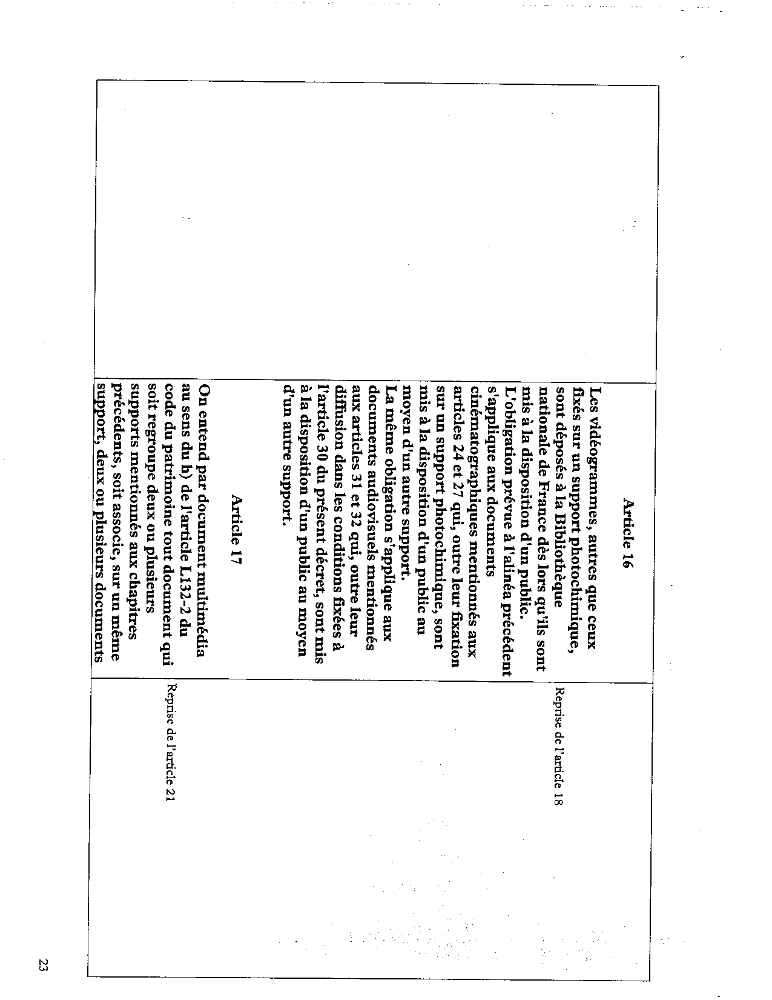 Article 16
Les vidéogrammes, autres que ceux
fixés sur un support photochimique,
sont déposés à la Bibliothèque
nationale de France dès lors qu'ils sont
mis à la disposition d'un public.
L'obligation prévue à l'alinéa précédent
s'applique aux documents
cinématographiques mentionnés aux
articles 24 et 27 qui, outre leur fixation
sur un support photochimique, sont
mis à la disposition d'un public au
moyen d'un autre support.
La même obligation s'applique aux
documents audiovisuels mentionnés
aux articles 31 et 32 qui, outre leur
diffusion dans les conditions fixées à
l'article 30 du présent décret, sont mis
à la disposition d'un public au moyen
d'un autre support.
Article 17
On entend par document multimédia
au sens du h) de l'article L132-2 du
code du patrimoine tout document qui
soit regroupe deux ou plusieurs
supports mentionnés aux chapitres
précédents, soit associe, sur un même
support, deux ou plusieurs documents
Reprise de l'article 18
Reprise de l'article 21
23